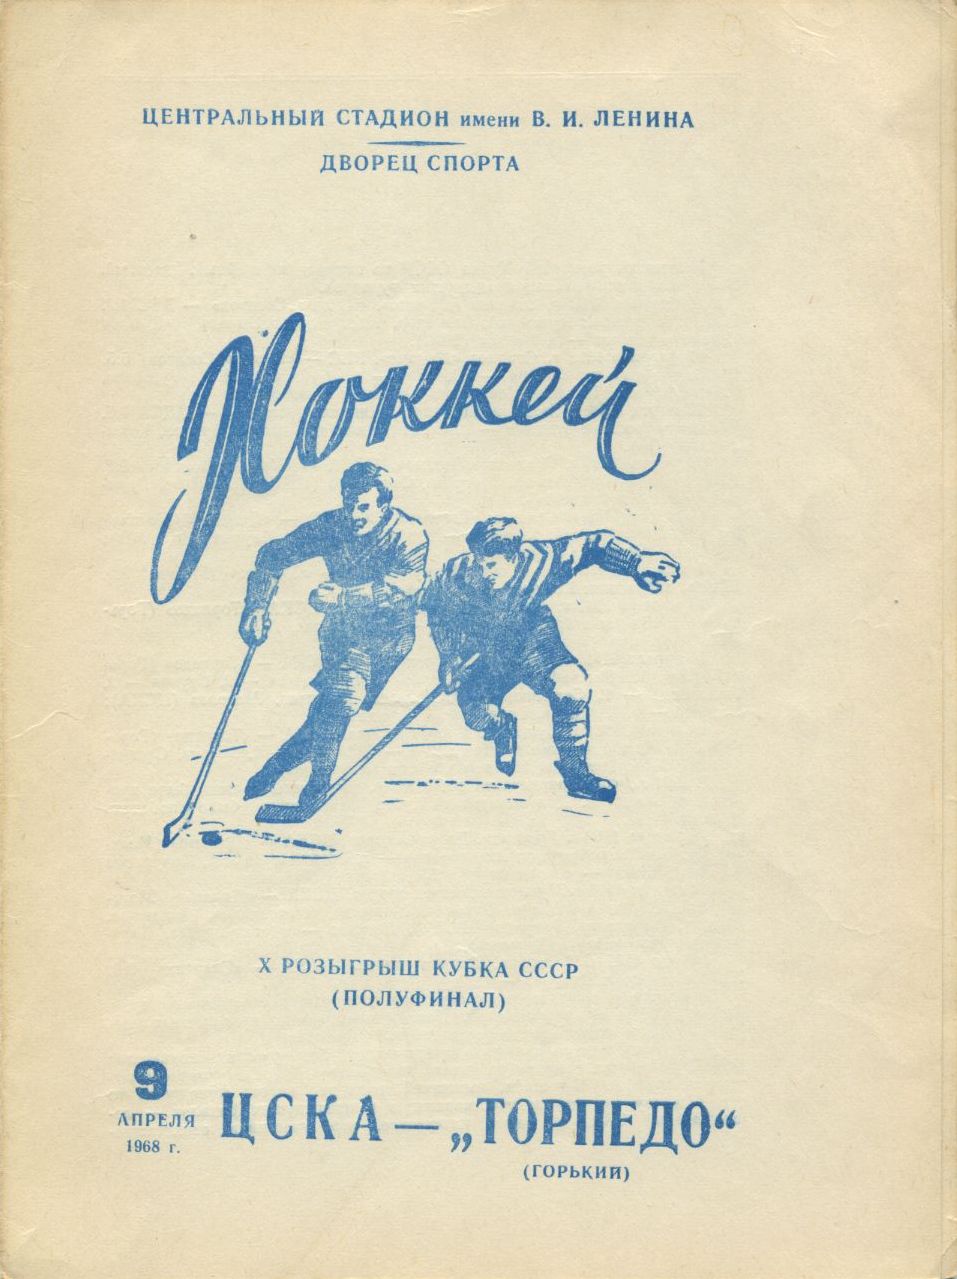 ЦЕНТРАЛЬНЫЙ СТАДИОН имени В. И. ЛЕНИНА
ДВОРЕЦ СПОРТА
Хоккей
X РОЗЫГРЫШ КУБКА СССР
(ПОЛУФИНАЛ)
9 АПРЕЛЯ 1968 г.
ЦСКА — „ТОРПЕДО“
(ГОРЬКИЙ)